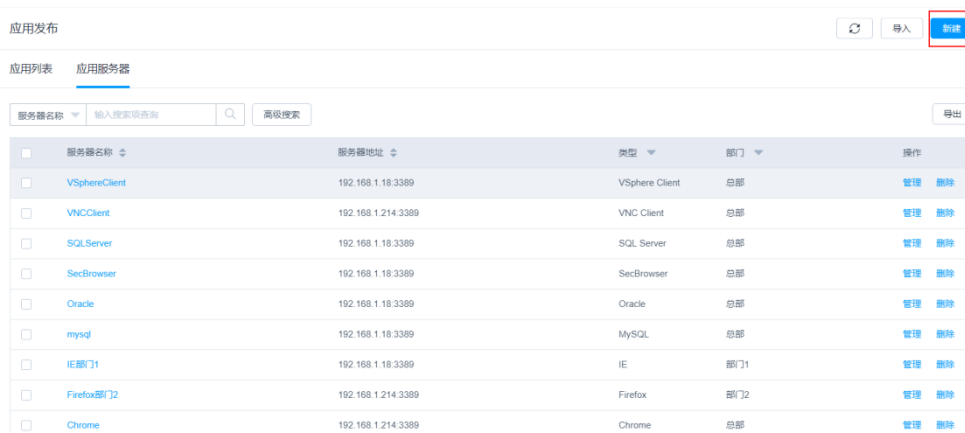 应用发布 导入 新建
应用列表 应用服务器
服务器名称 输入搜索项查询 高级搜索 导出
服务器名称 服务器地址 类型 部门 操作
VSphereClient 192.168.1.18:3389 VSphere Client 总部 管理 删除
VNCClient 192.168.1.214:3389 VNC Client 总部 管理 删除
SQLServer 192.168.1.18:3389 SQL Server 总部 管理 删除
SecBrowser 192.168.1.18:3389 SecBrowser 总部 管理 删除
Oracle 192.168.1.18:3389 Oracle 总部 管理 删除
mysql 192.168.1.18:3389 MySQL 总部 管理 删除
IE部门1 192.168.1.18:3389 IE 部门1 管理 删除
Firefox部门2 192.168.1.214:3389 Firefox 部门2 管理 删除
Chrome 192.168.1.214:3389 Chrome 总部 管理 删除